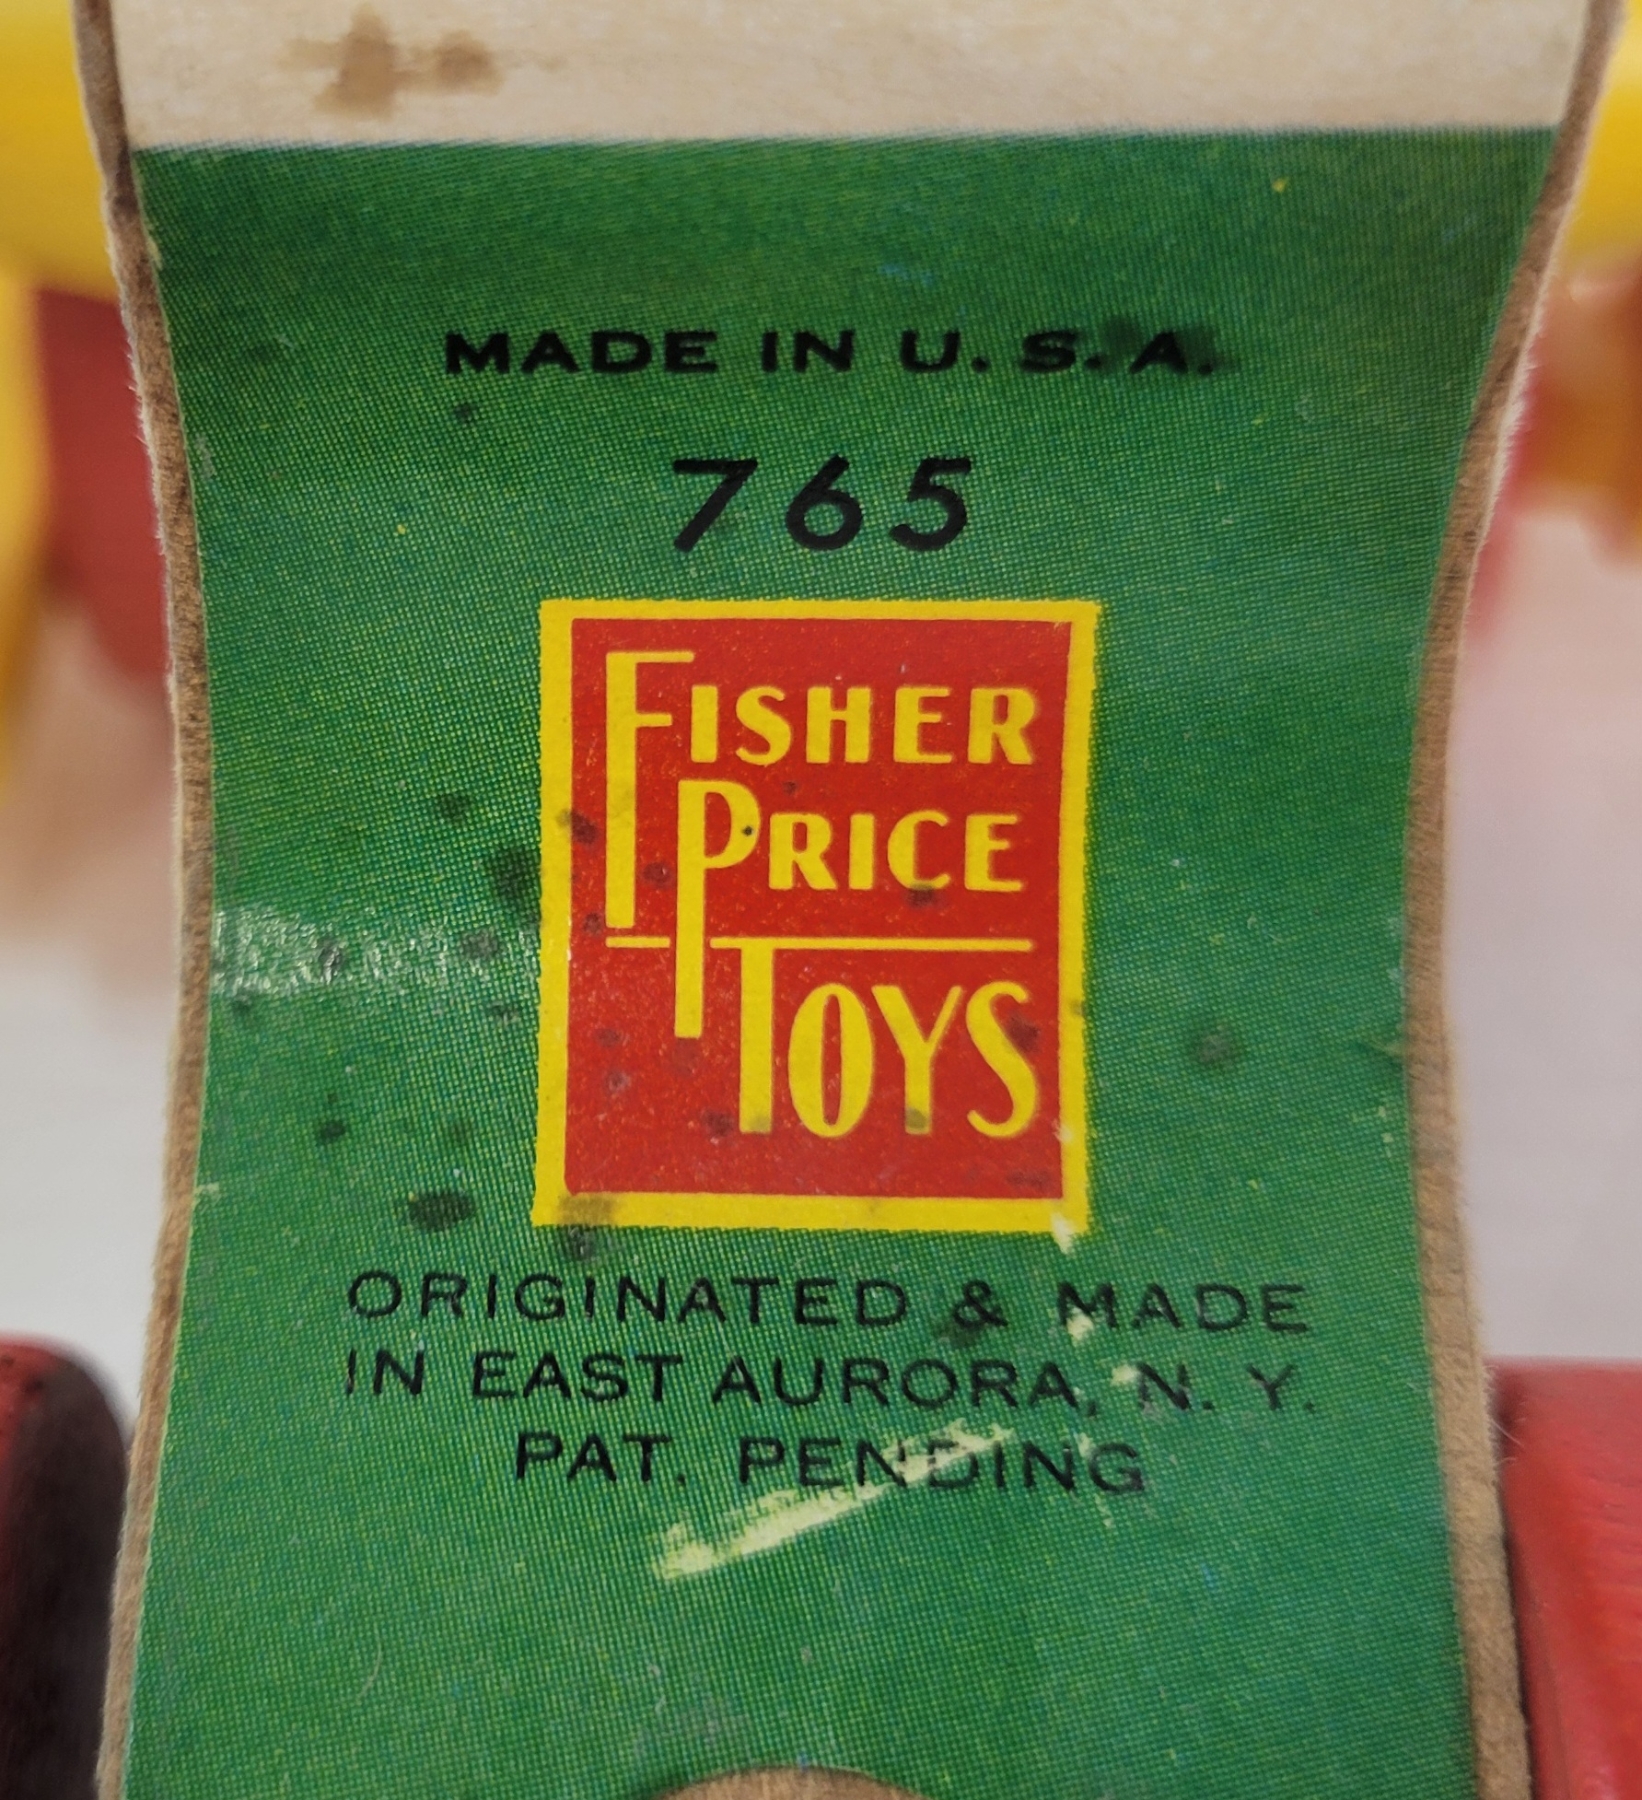 MADE IN U. S. A.
765
FISHER
PRICE
TOYS
ORIGINATED & MADE
IN EAST AURORA, N. Y.
PAT. PENDING